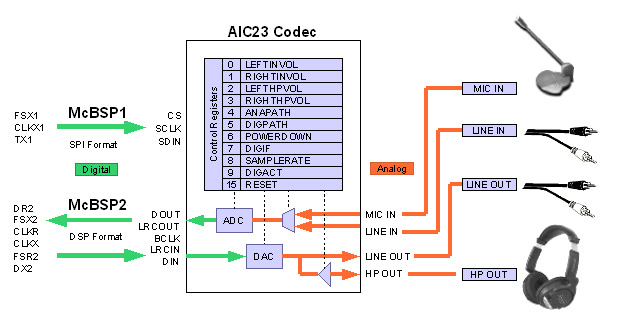 AIC23 Codec
Control Registers
0 LEFTINVOL
1 RIGHTINVOL
2 LEFTHPVOL
3 RIGHTHPVOL
4 ANAPATH
5 DIGPATH
6 POWERDOWN
7 DIGIF
8 SAMPLERATE
9 DIGACT
15 RESET
McBSP1
SPI Format
FSX1
CLKX1
TX1
CS
SCLK
SDIN
Digital
McBSP2
DSP Format
DR2
FSX2
CLKR
CLKX
FSR2
DX2
DOUT
LRCOUT
BCLK
LRCIN
DIN
ADC
DAC
Analog
MIC IN
LINE IN
LINE OUT
HP OUT
MIC IN
LINE IN
LINE OUT
HP OUT